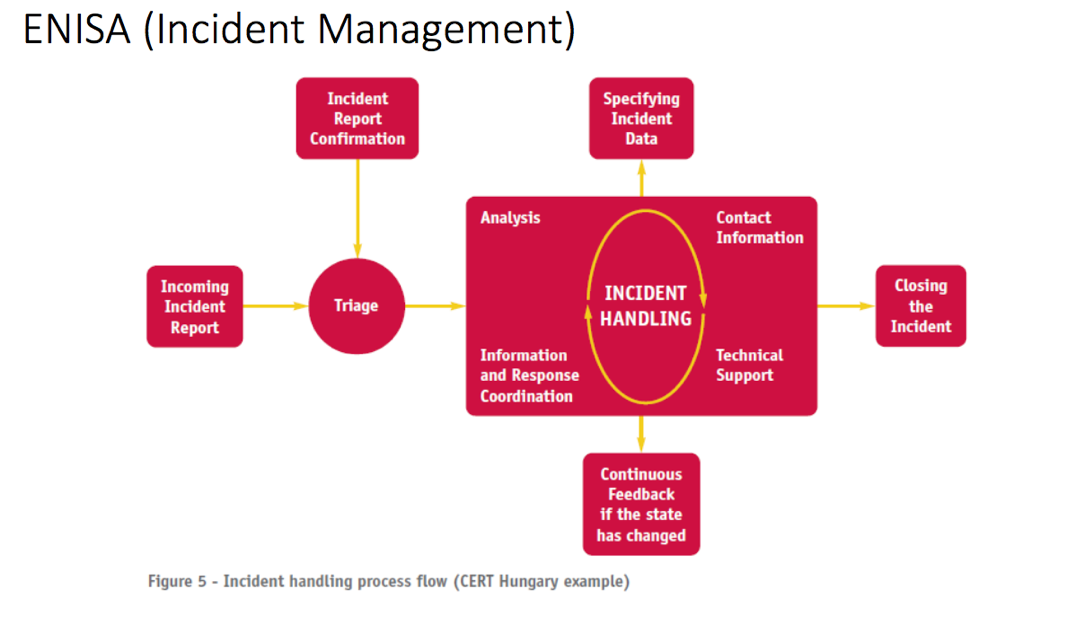 ENISA (Incident Management)
Incident
Report
Confirmation
Specifying
Incident
Data
Incoming
Incident
Report
Triage
Analysis
Contact
Information
INCIDENT
HANDLING
Information
and Response
Coordination
Technical
Support
Closing
the
Incident
Continuous
Feedback
if the state
has changed
Figure 5 - Incident handling process flow (CERT Hungary example)